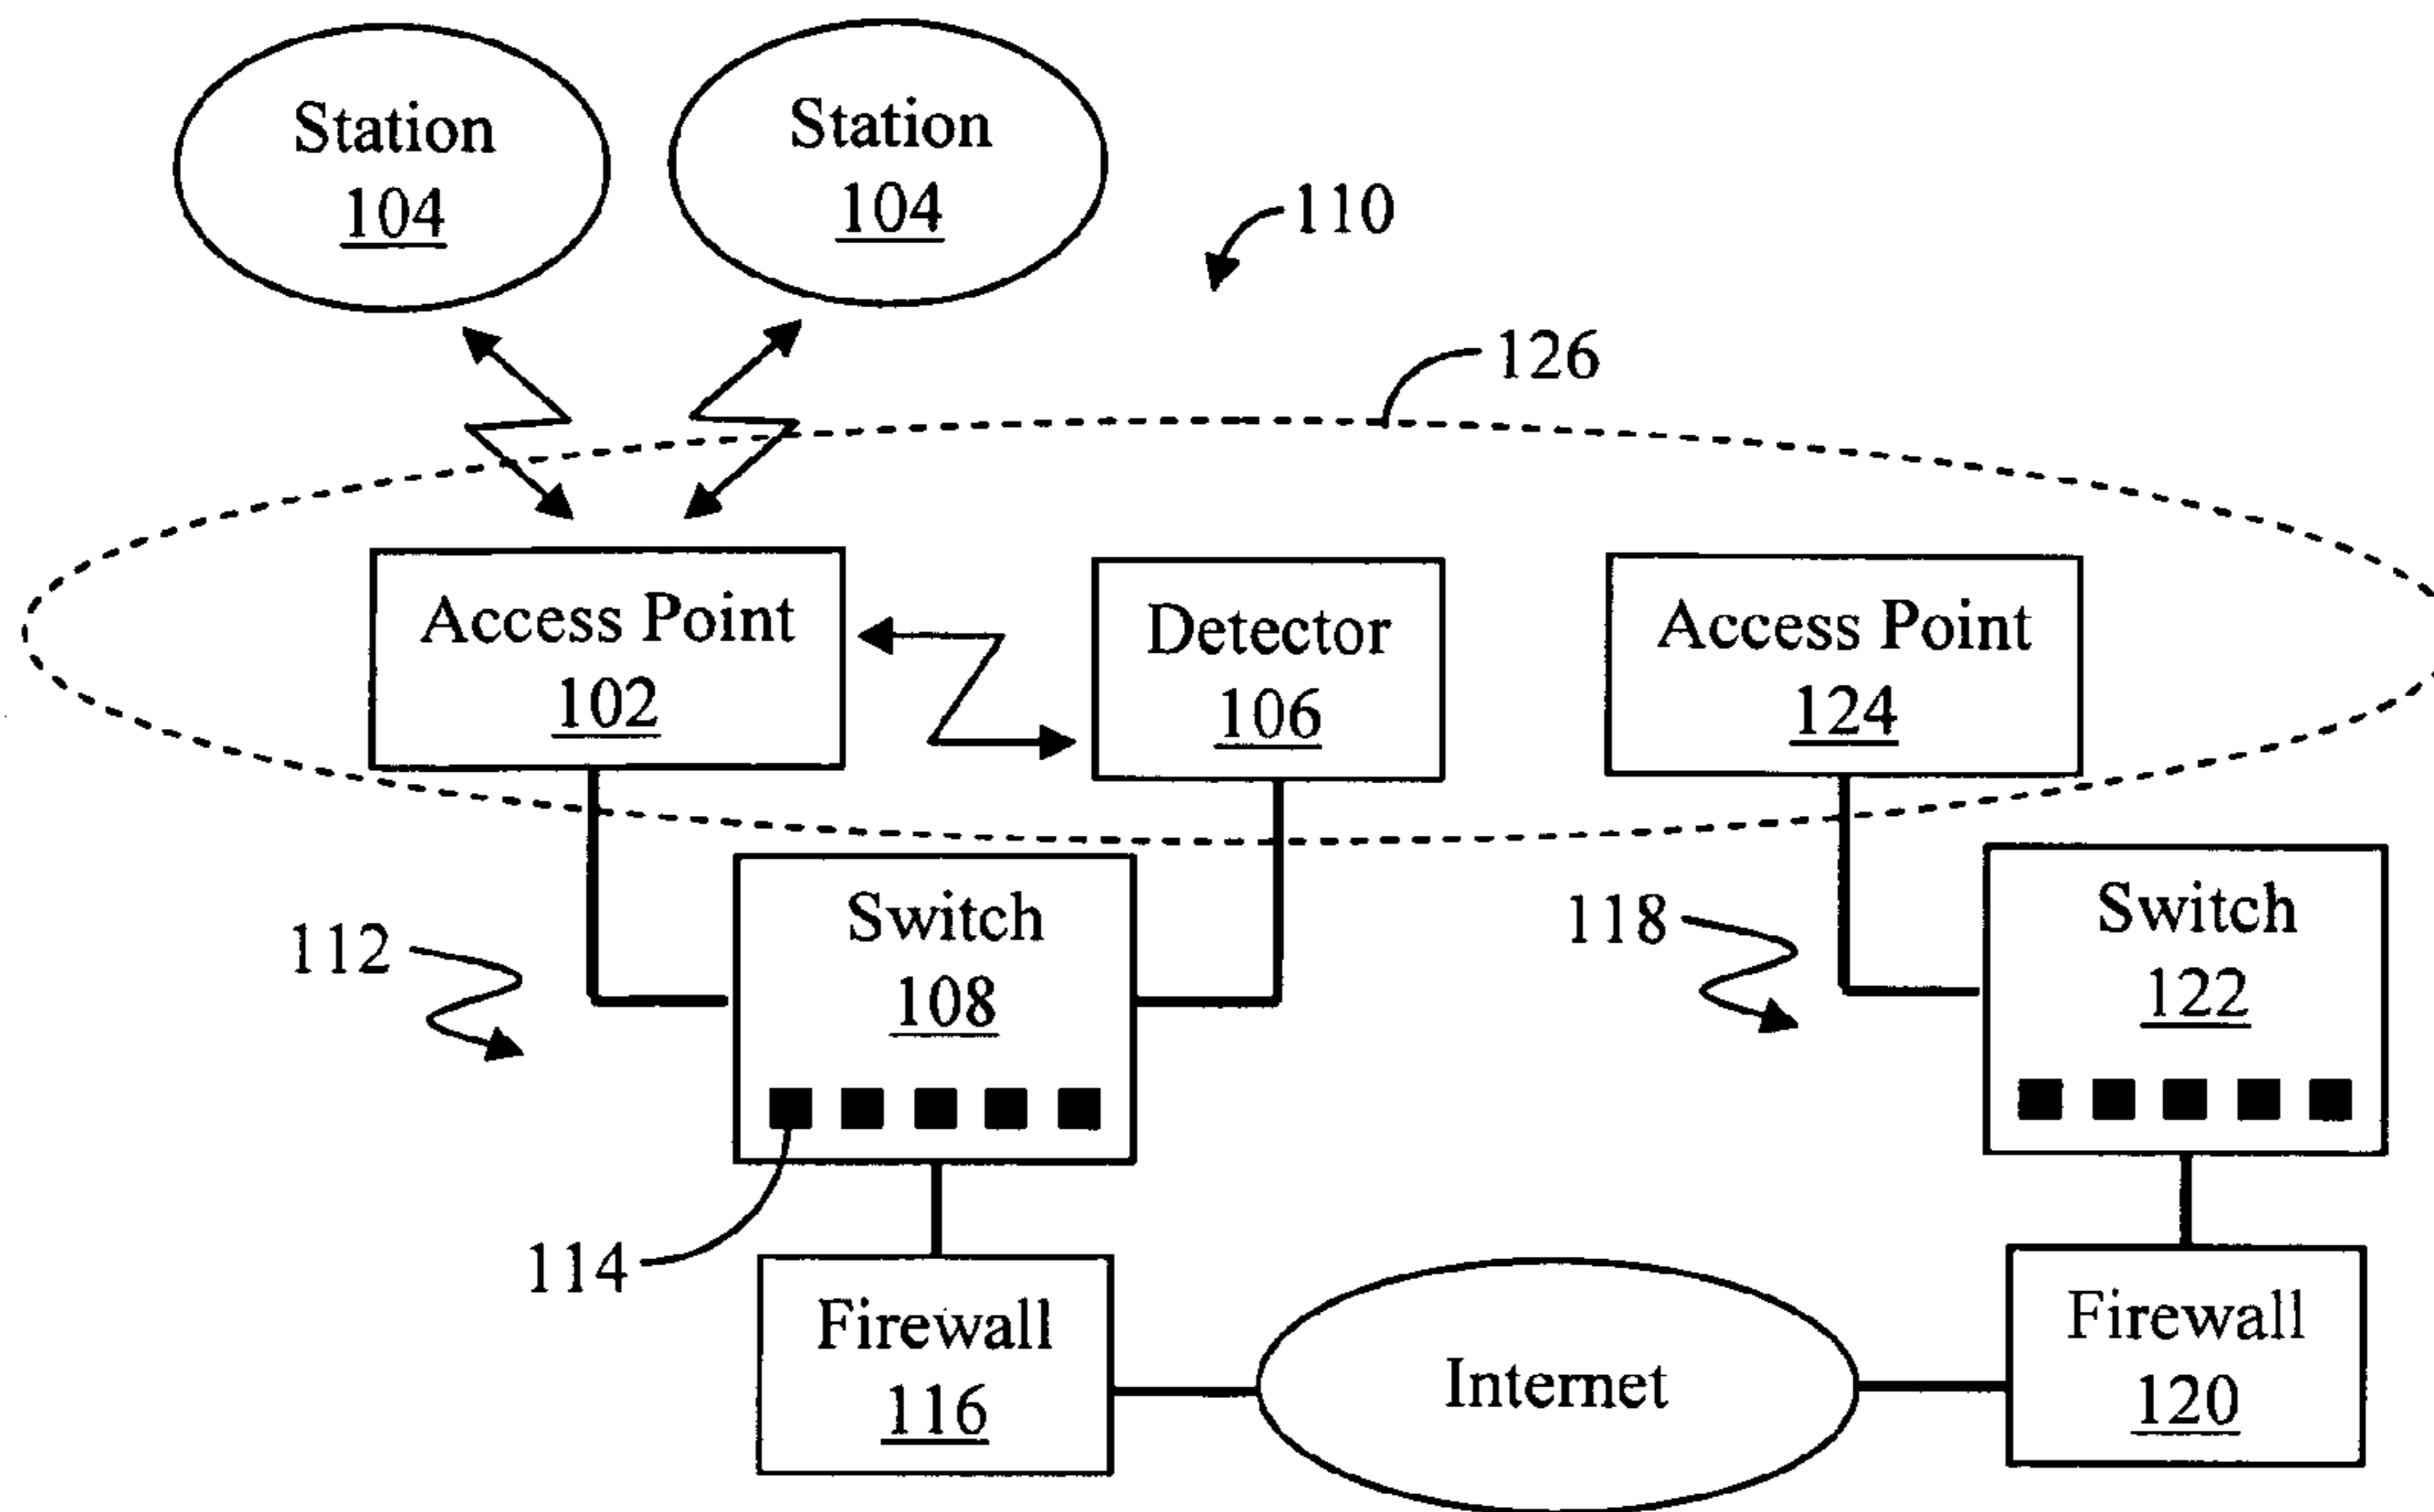 Station
104
Station
104
110
126
Access Point
102
Detector
106
Access Point
124
112
Switch
108
118
Switch
122
114
Firewall
116
Internet
Firewall
120